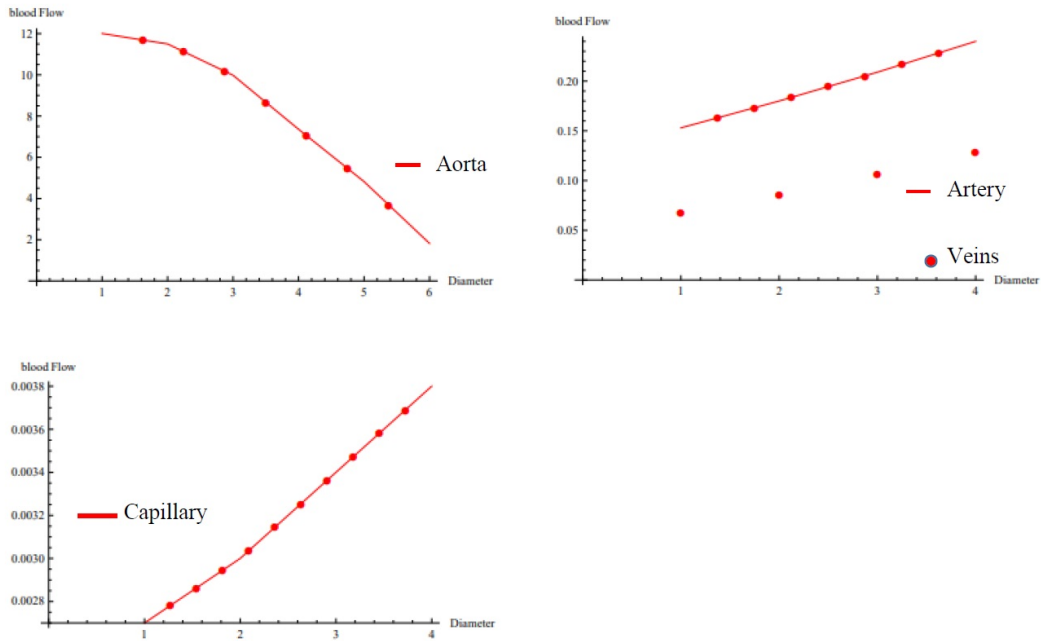 blood Flow
12
10
8
6
4
2
1 2 3 4 5 6 Diameter
Aorta
blood Flow
0.20
0.15
0.10
0.05
1 2 3 4 Diameter
Artery
Veins
blood Flow
0.0038
0.0036
0.0034
0.0032
0.0030
0.0028
1 2 3 4 Diameter
Capillary